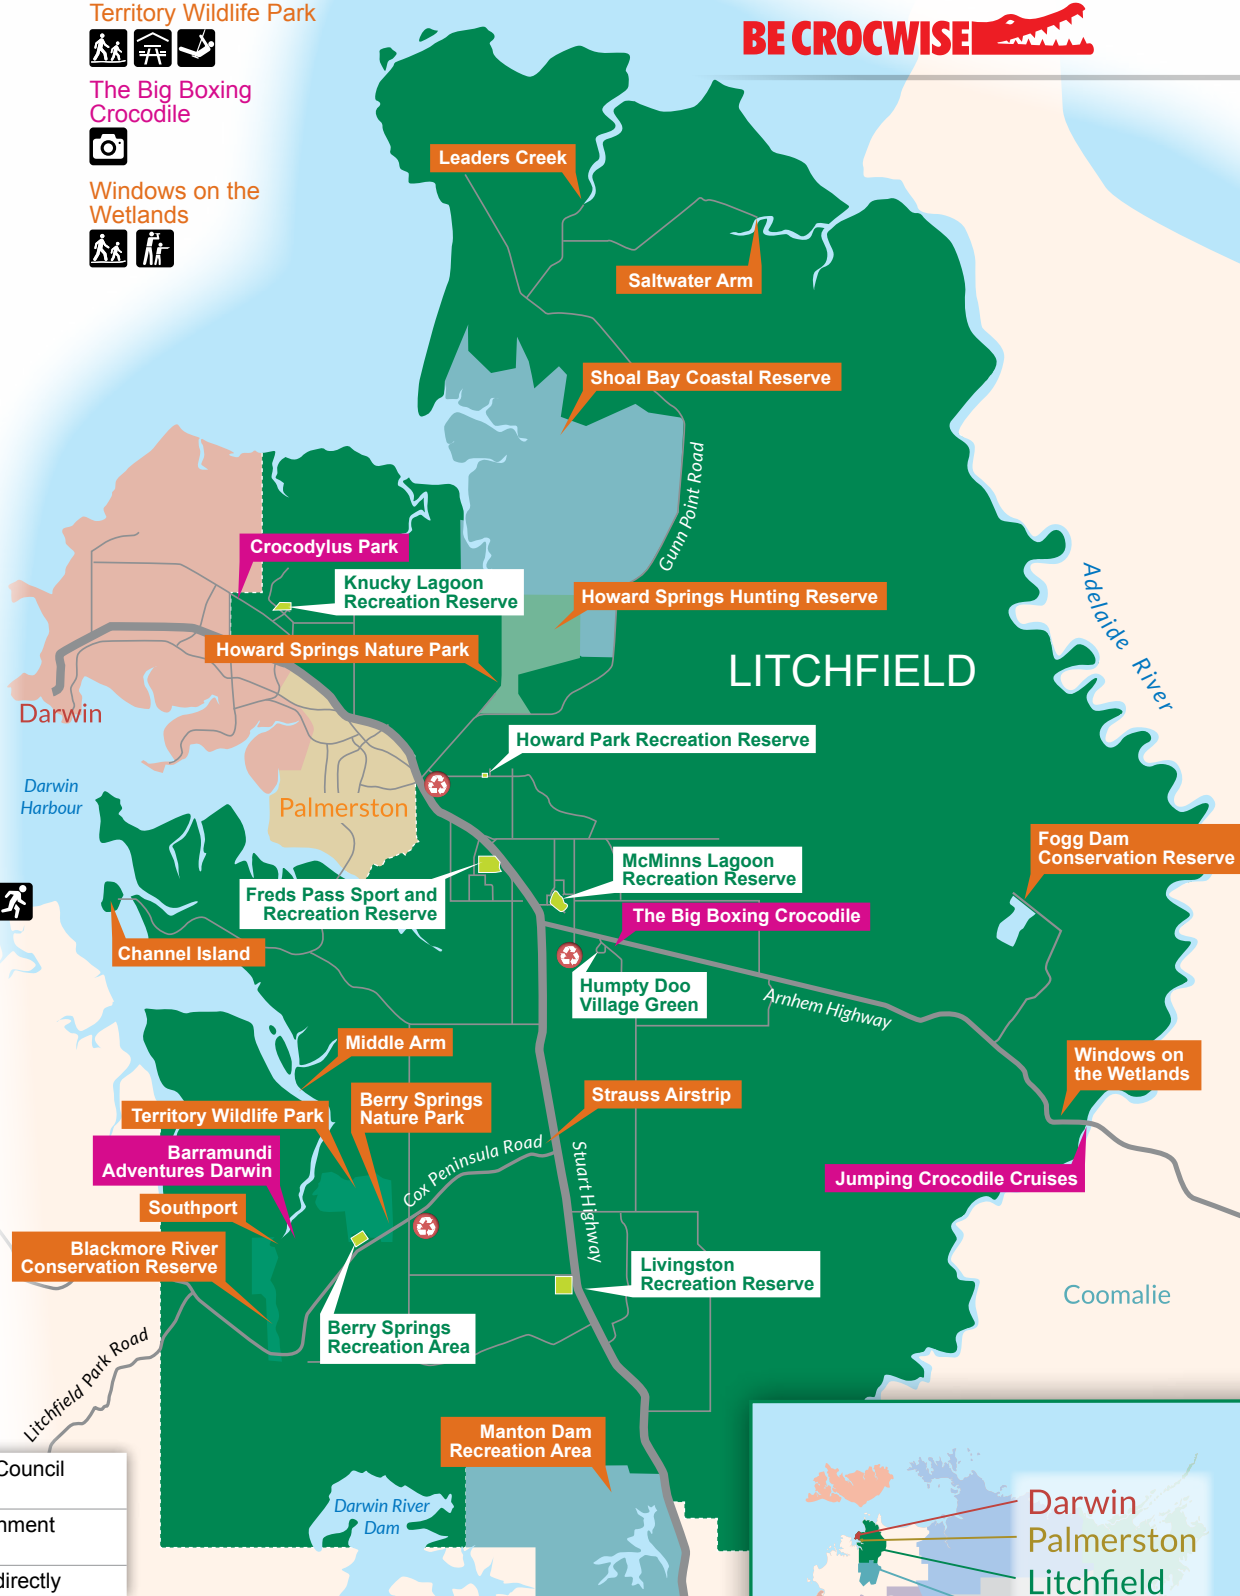 Territory Wildlife Park
The Big Boxing
Crocodile
Windows on the
Wetlands
BE CROCWISE
Leaders Creek
Saltwater Arm
Shoal Bay Coastal Reserve
Gunn Point Road
Crocodylus Park
Knucky Lagoon
Recreation Reserve
Howard Springs Hunting Reserve
Howard Springs Nature Park
Adelaide River
LITCHFIELD
Darwin
Howard Park Recreation Reserve
Darwin
Harbour
Palmerston
Fogg Dam
Conservation Reserve
McMinns Lagoon
Recreation Reserve
Freds Pass Sport and
Recreation Reserve
The Big Boxing Crocodile
Channel Island
Humpty Doo
Village Green
Arnhem Highway
Middle Arm
Windows on
the Wetlands
Berry Springs
Nature Park
Strauss Airstrip
Territory Wildlife Park
Barramundi
Adventures Darwin
Cox Peninsula Road
Stuart Highway
Jumping Crocodile Cruises
Southport
Blackmore River
Conservation Reserve
Livingston
Recreation Reserve
Coomalie
Berry Springs
Recreation Area
Litchfield Park Road
Manton Dam
Recreation Area
Council
Darwin River
Dam
nment
directly
Darwin
Palmerston
Litchfield